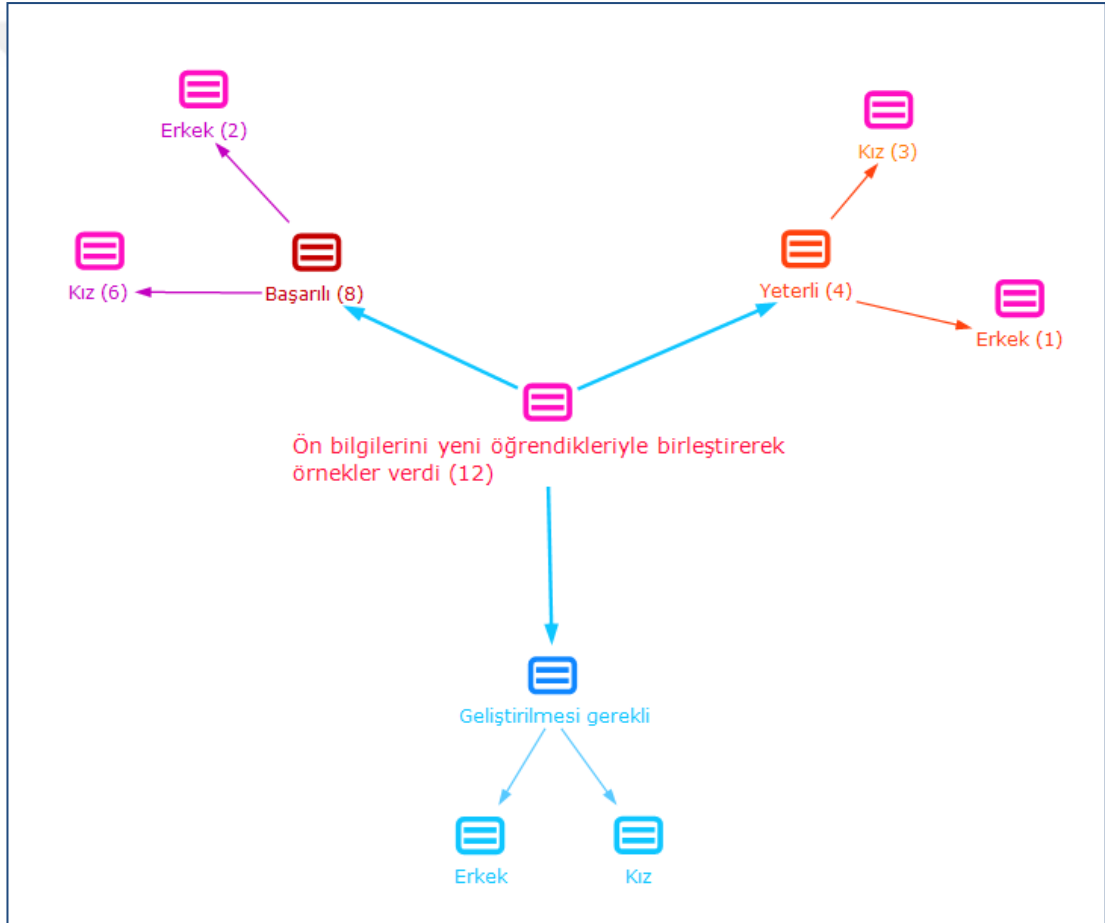 Erkek (2)
Kız (3)
Kız (6)
Başarılı (8)
Yeterli (4)
Erkek (1)
Ön bilgilerini yeni öğrendikleriyle birleştirerek
örnekler verdi (12)
Geliştirilmesi gerekli
Erkek
Kız